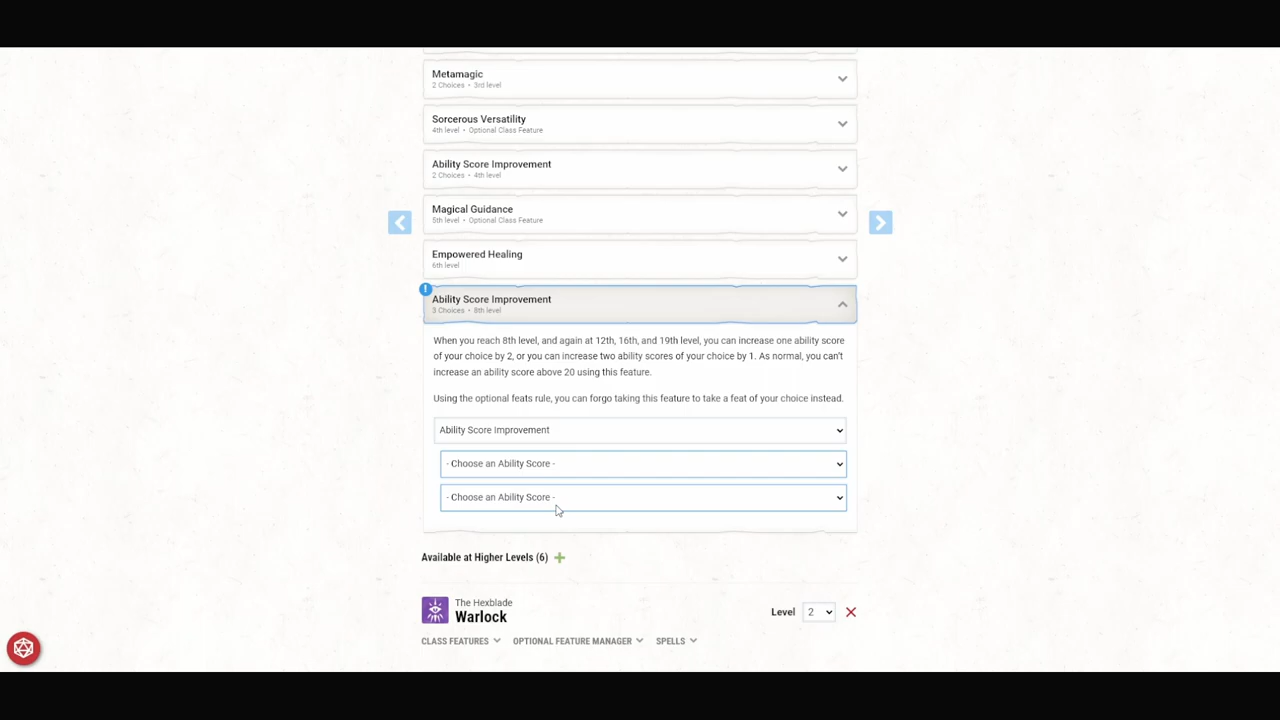 Metamagic
2 Choices • 3rd level
Sorcerous Versatility
4th level • Optional Class Feature
Ability Score Improvement
2 Choices • 4th level
Magical Guidance
5th level • Optional Class Feature
Empowered Healing
6th level
!
Ability Score Improvement
3 Choices • 8th level
When you reach 8th level, and again at 12th, 16th, and 19th level, you can increase one ability score
of your choice by 2, or you can increase two ability scores of your choice by 1. As normal, you can't
increase an ability score above 20 using this feature.
Using the optional feats rule, you can forgo taking this feature to take a feat of your choice instead.
Ability Score Improvement
- Choose an Ability Score -
- Choose an Ability Score -
Available at Higher Levels (6)
The Hexblade
Warlock
Level 2
CLASS FEATURES OPTIONAL FEATURE MANAGER SPELLS